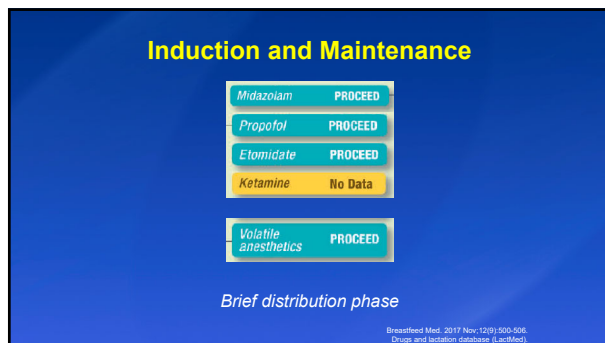 Induction and Maintenance
Midazolam PROCEED
Propofol PROCEED
Etomidate PROCEED
Ketamine No Data
Volatile
anesthetics PROCEED
Brief distribution phase
Breastfeed Med. 2017 Nov;12(9):500-506.
Drugs and lactation database (LactMed).